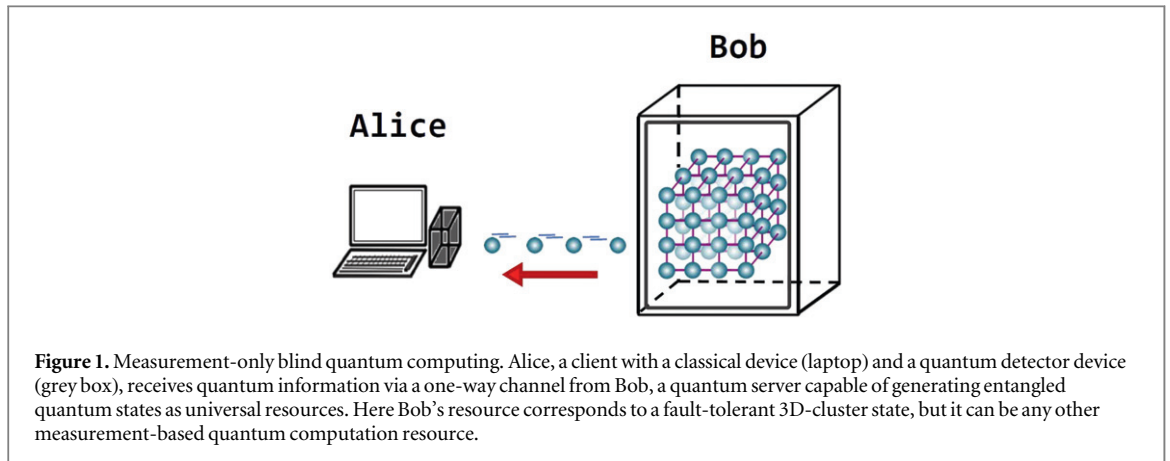 Bob
Alice
Figure 1. Measurement-only blind quantum computing. Alice, a client with a classical device (laptop) and a quantum detector device
(grey box), receives quantum information via a one-way channel from Bob, a quantum server capable of generating entangled
quantum states as universal resources. Here Bob's resource corresponds to a fault-tolerant 3D-cluster state, but it can be any other
measurement-based quantum computation resource.